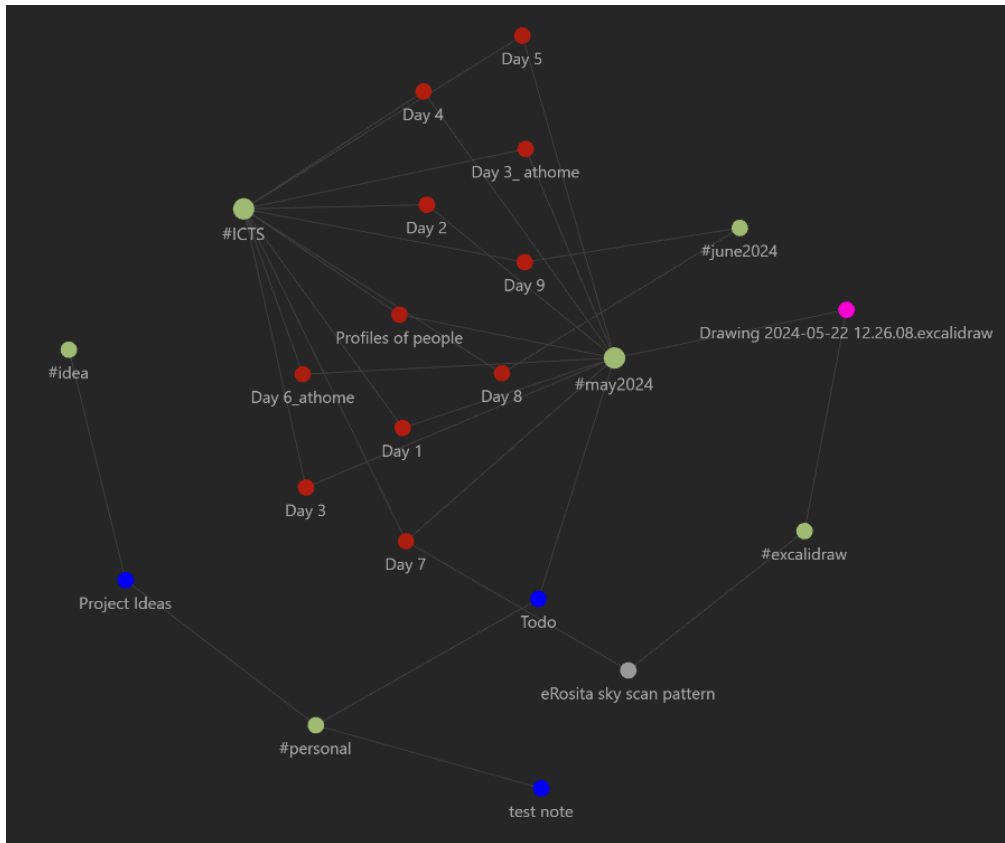 Day 5
Day 4
Day 3_ athome
Day 2
#ICTS
#june2024
Day 9
Drawing 2024-05-22 12.26.08.excalidraw
Profiles of people
#idea
#may2024
Day 6_athome
Day 8
Day 1
Day 3
#excalidraw
Day 7
Project Ideas
Todo
eRosita sky scan pattern
#personal
test note